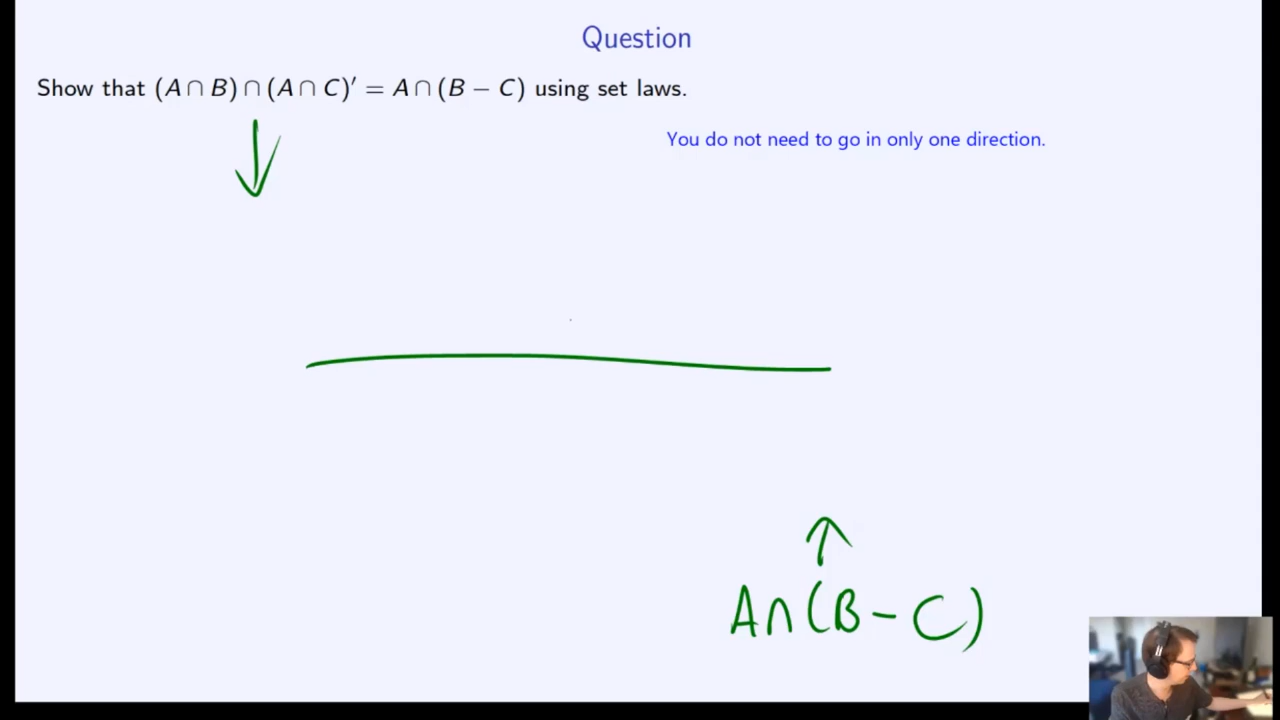 Question
Show that (A ∩ B) ∩ (A ∩ C)′ = A ∩ (B − C) using set laws.
You do not need to go in only one direction.
A∩(B−C)